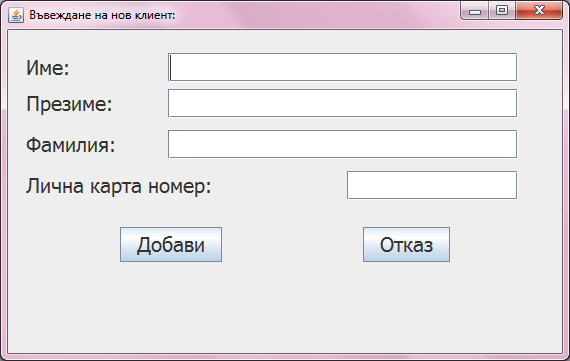 Въвеждане на нов клиент:
Име:
Презиме:
Фамилия:
Лична карта номер:
Добави Отказ